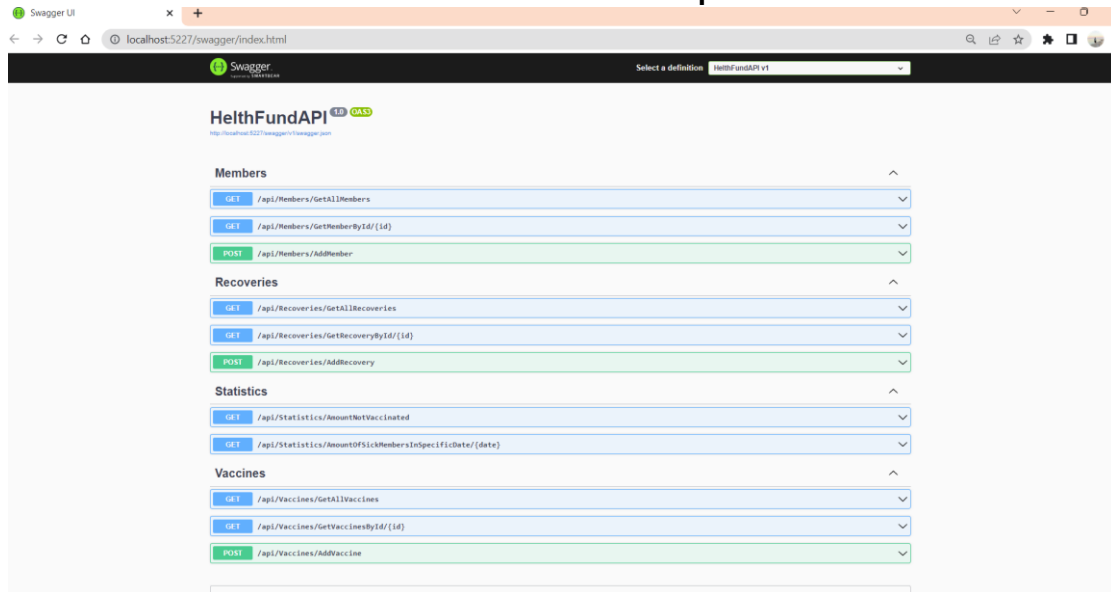 Swagger UI
localhost:5227/swagger/index.html
Swagger.
Supported by SMARTBEAR
Select a definition
HelthFundAPI v1
HelthFundAPI 1.0 OAS3
http://localhost:5227/swagger/v1/swagger.json
Members
GET /api/Members/GetAllMembers
GET /api/Members/GetMemberById/{id}
POST /api/Members/AddMember
Recoveries
GET /api/Recoveries/GetAllRecoveries
GET /api/Recoveries/GetRecoveryById/{id}
POST /api/Recoveries/AddRecovery
Statistics
GET /api/Statistics/AmountNotVaccinated
GET /api/Statistics/AmountOfSickMembersInSpecificDate/{date}
Vaccines
GET /api/Vaccines/GetAllVaccines
GET /api/Vaccines/GetVaccinesById/{id}
POST /api/Vaccines/AddVaccine